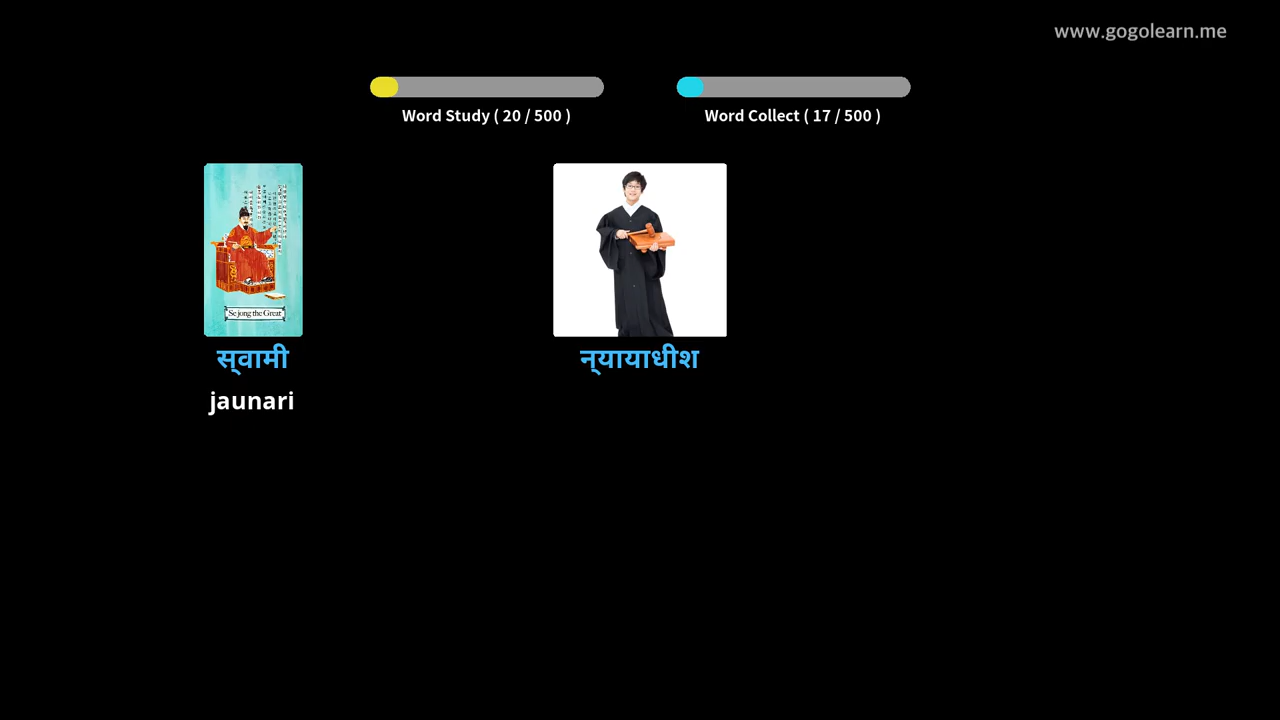 www.gogolearn.me
Word Study ( 20 / 500 )
Word Collect ( 17 / 500 )
Se jong the Great
स्वामी
न्यायाधीश
jaunari